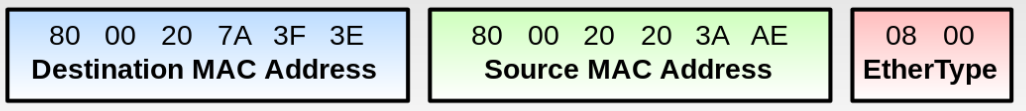 80 00 20 7A 3F 3E
Destination MAC Address
80 00 20 20 3A AE
Source MAC Address
08 00
EtherType